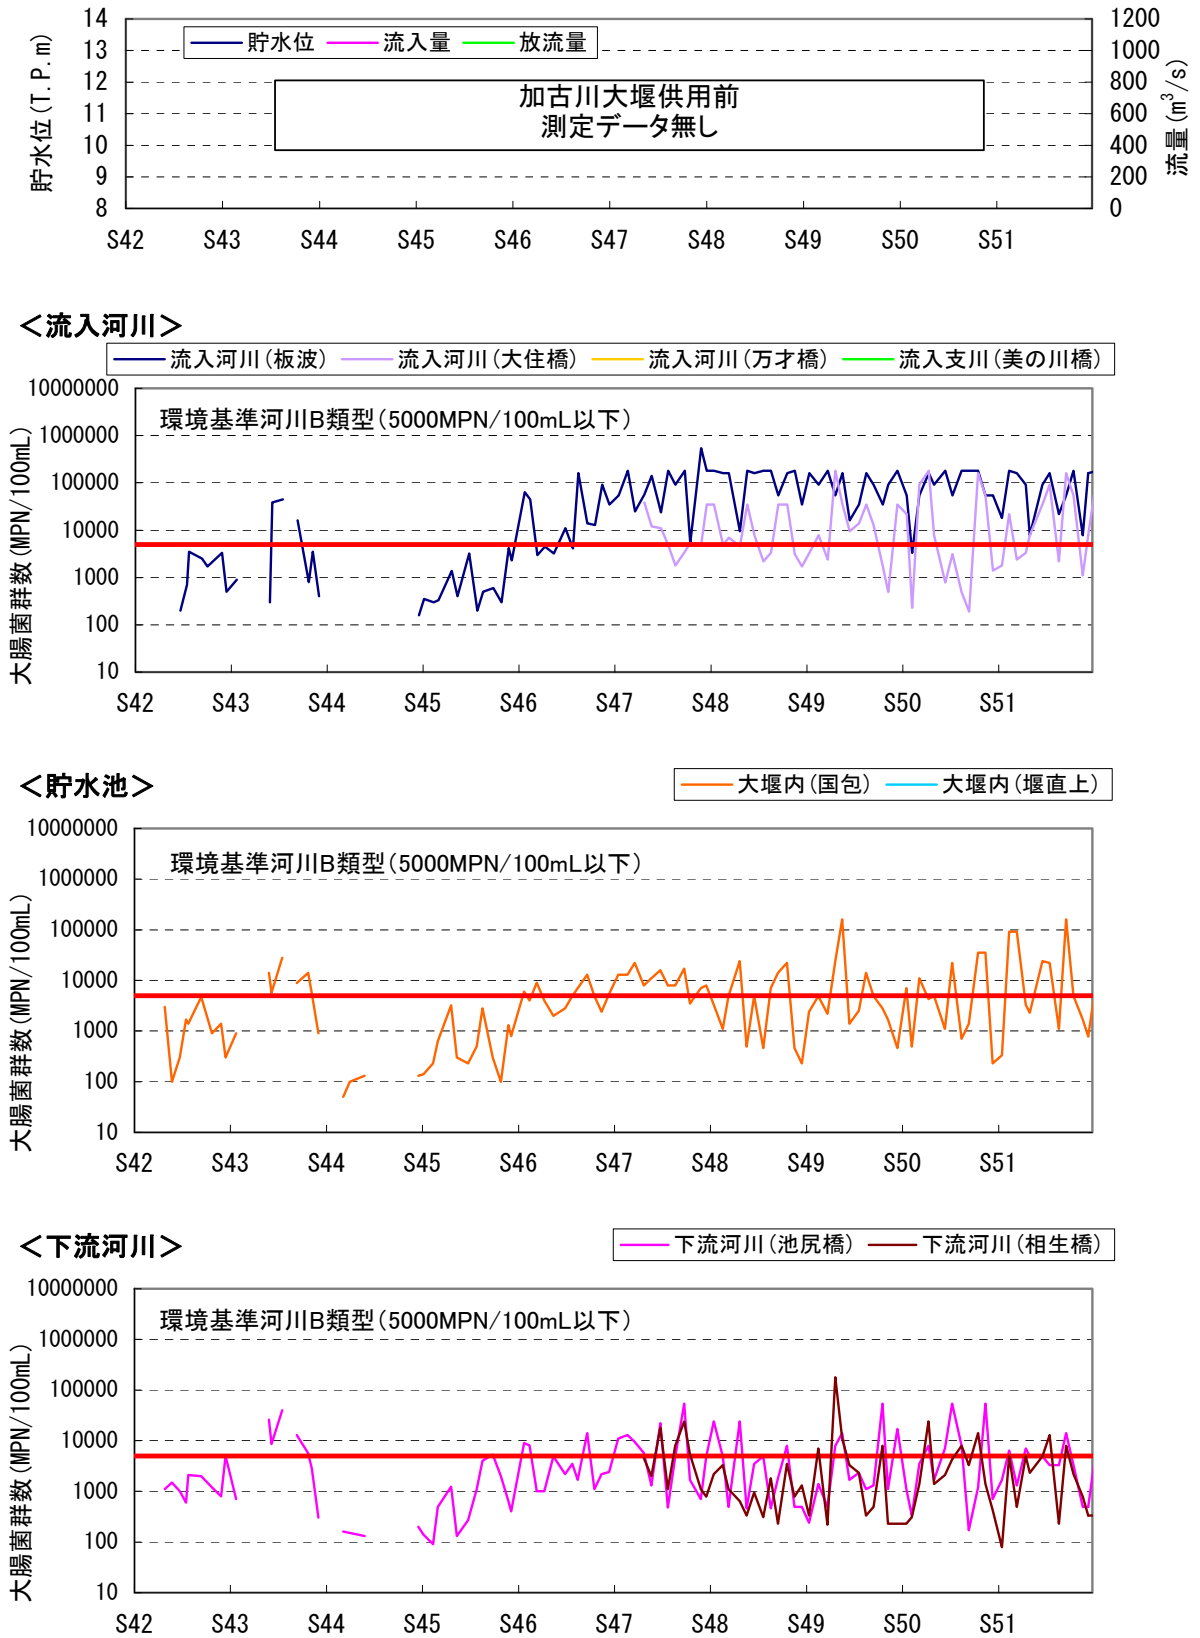 14
13
12
11
10
9
8
貯水位(T.P.m)
貯水位 流入量 放流量
加古川大堰供用前
測定データ無し
1200
1000
800
600
400
200
0
流量(m³/s)
S42 S43 S44 S45 S46 S47 S48 S49 S50 S51
＜流入河川＞
流入河川(板波) 流入河川(大住橋) 流入河川(万才橋) 流入支川(美の川橋)
環境基準河川B類型(5000MPN/100mL以下)
10000000
1000000
100000
10000
1000
100
10
大腸菌群数(MPN/100mL)
S42 S43 S44 S45 S46 S47 S48 S49 S50 S51
＜貯水池＞
大堰内(国包) 大堰内(堰直上)
環境基準河川B類型(5000MPN/100mL以下)
10000000
1000000
100000
10000
1000
100
10
大腸菌群数(MPN/100mL)
S42 S43 S44 S45 S46 S47 S48 S49 S50 S51
＜下流河川＞
下流河川(池尻橋) 下流河川(相生橋)
環境基準河川B類型(5000MPN/100mL以下)
10000000
1000000
100000
10000
1000
100
10
大腸菌群数(MPN/100mL)
S42 S43 S44 S45 S46 S47 S48 S49 S50 S51